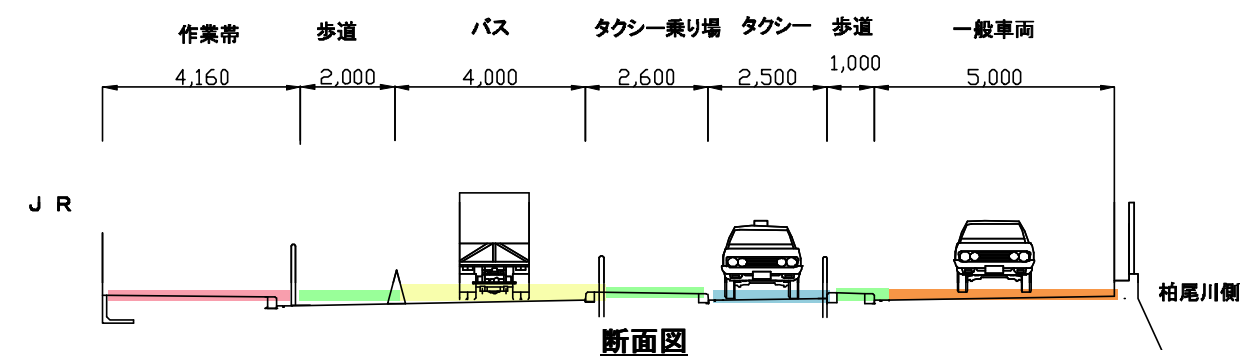 作業帯 歩道 バス タクシー乗り場 タクシー 歩道 一般車両
4,160 2,000 4,000 2,600 2,500 1,000 5,000
ＪＲ
柏尾川側
断面図